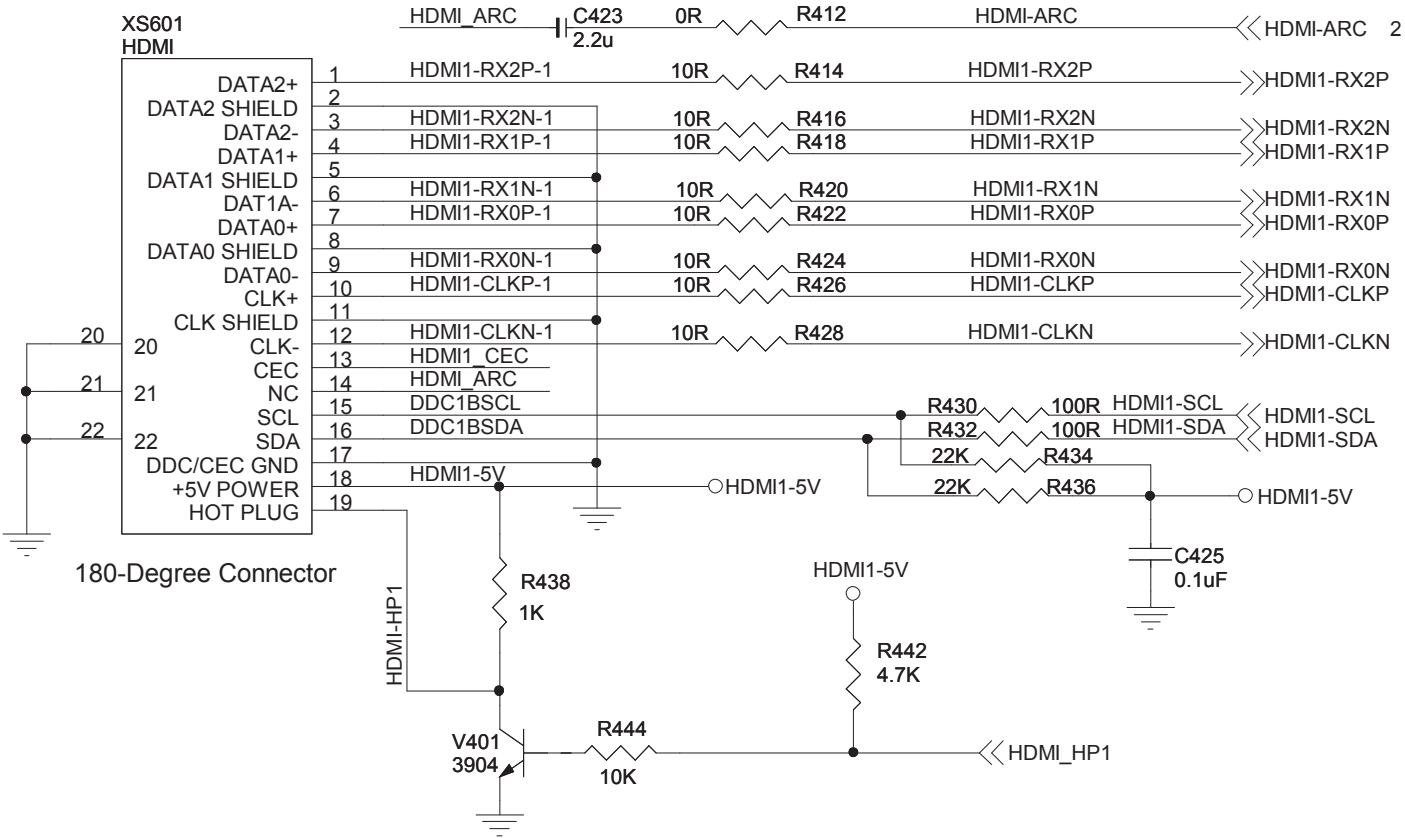 HDMI_ARC C423 0R R412 HDMI-ARC HDMI-ARC 2
2.2u
XS601
HDMI
DATA2+ 1 HDMI1-RX2P-1 10R R414 HDMI1-RX2P HDMI1-RX2P
DATA2 SHIELD 2
DATA2- 3 HDMI1-RX2N-1 10R R416 HDMI1-RX2N HDMI1-RX2N
DATA1+ 4 HDMI1-RX1P-1 10R R418 HDMI1-RX1P HDMI1-RX1P
DATA1 SHIELD 5
DAT1A- 6 HDMI1-RX1N-1 10R R420 HDMI1-RX1N HDMI1-RX1N
DATA0+ 7 HDMI1-RX0P-1 10R R422 HDMI1-RX0P HDMI1-RX0P
DATA0 SHIELD 8
DATA0- 9 HDMI1-RX0N-1 10R R424 HDMI1-RX0N HDMI1-RX0N
CLK+ 10 HDMI1-CLKP-1 10R R426 HDMI1-CLKP HDMI1-CLKP
CLK SHIELD 11
20 20 CLK- 12 HDMI1-CLKN-1 10R R428 HDMI1-CLKN HDMI1-CLKN
CEC 13 HDMI1_CEC
21 21 NC 14 HDMI_ARC
SCL 15 DDC1BSCL R430 100R HDMI1-SCL HDMI1-SCL
22 22 SDA 16 DDC1BSDA R432 100R HDMI1-SDA HDMI1-SDA
DDC/CEC GND 17 22K R434
+5V POWER 18 HDMI1-5V HDMI1-5V 22K R436 HDMI1-5V
HOT PLUG 19
180-Degree Connector
C425
0.1uF
R438
1K
HDMI1-5V
HDMI-HP1
R442
4.7K
V401
3904
R444
10K
HDMI_HP1